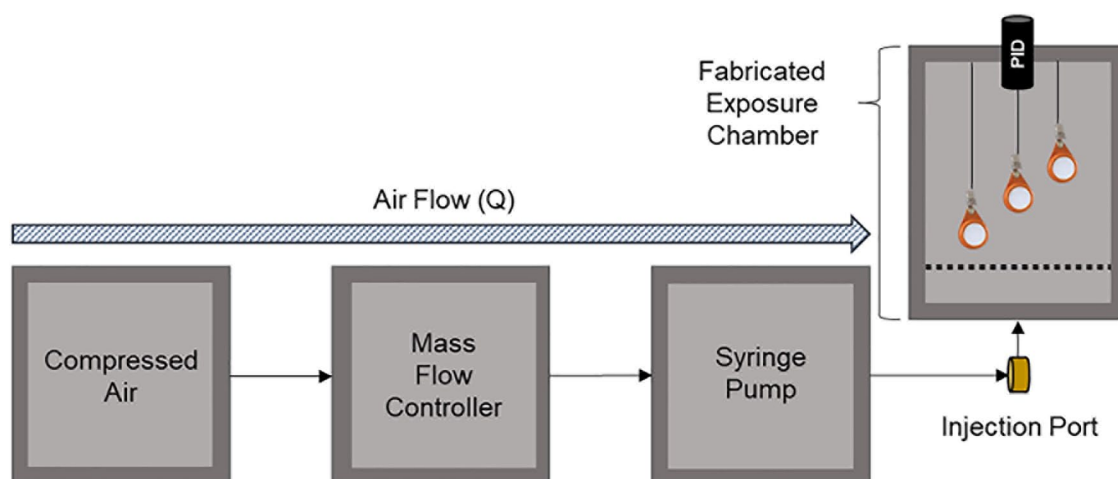 PID
Fabricated
Exposure
Chamber
Air Flow (Q)
Compressed
Air
Mass
Flow
Controller
Syringe
Pump
Injection Port